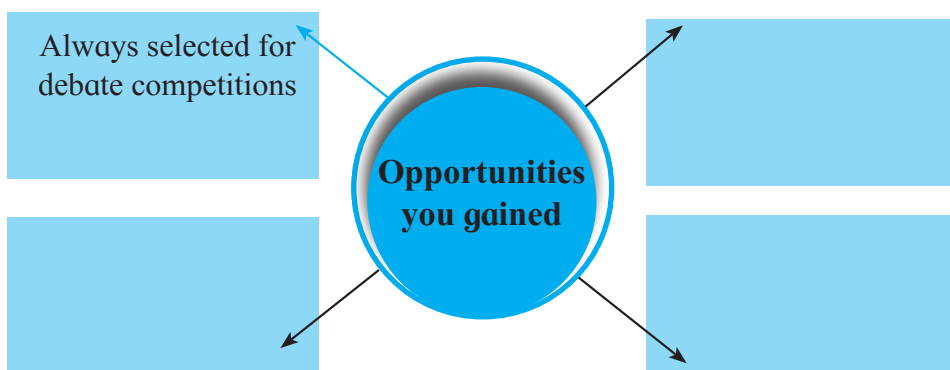 Always selected for
debate competitions
Opportunities
you gained